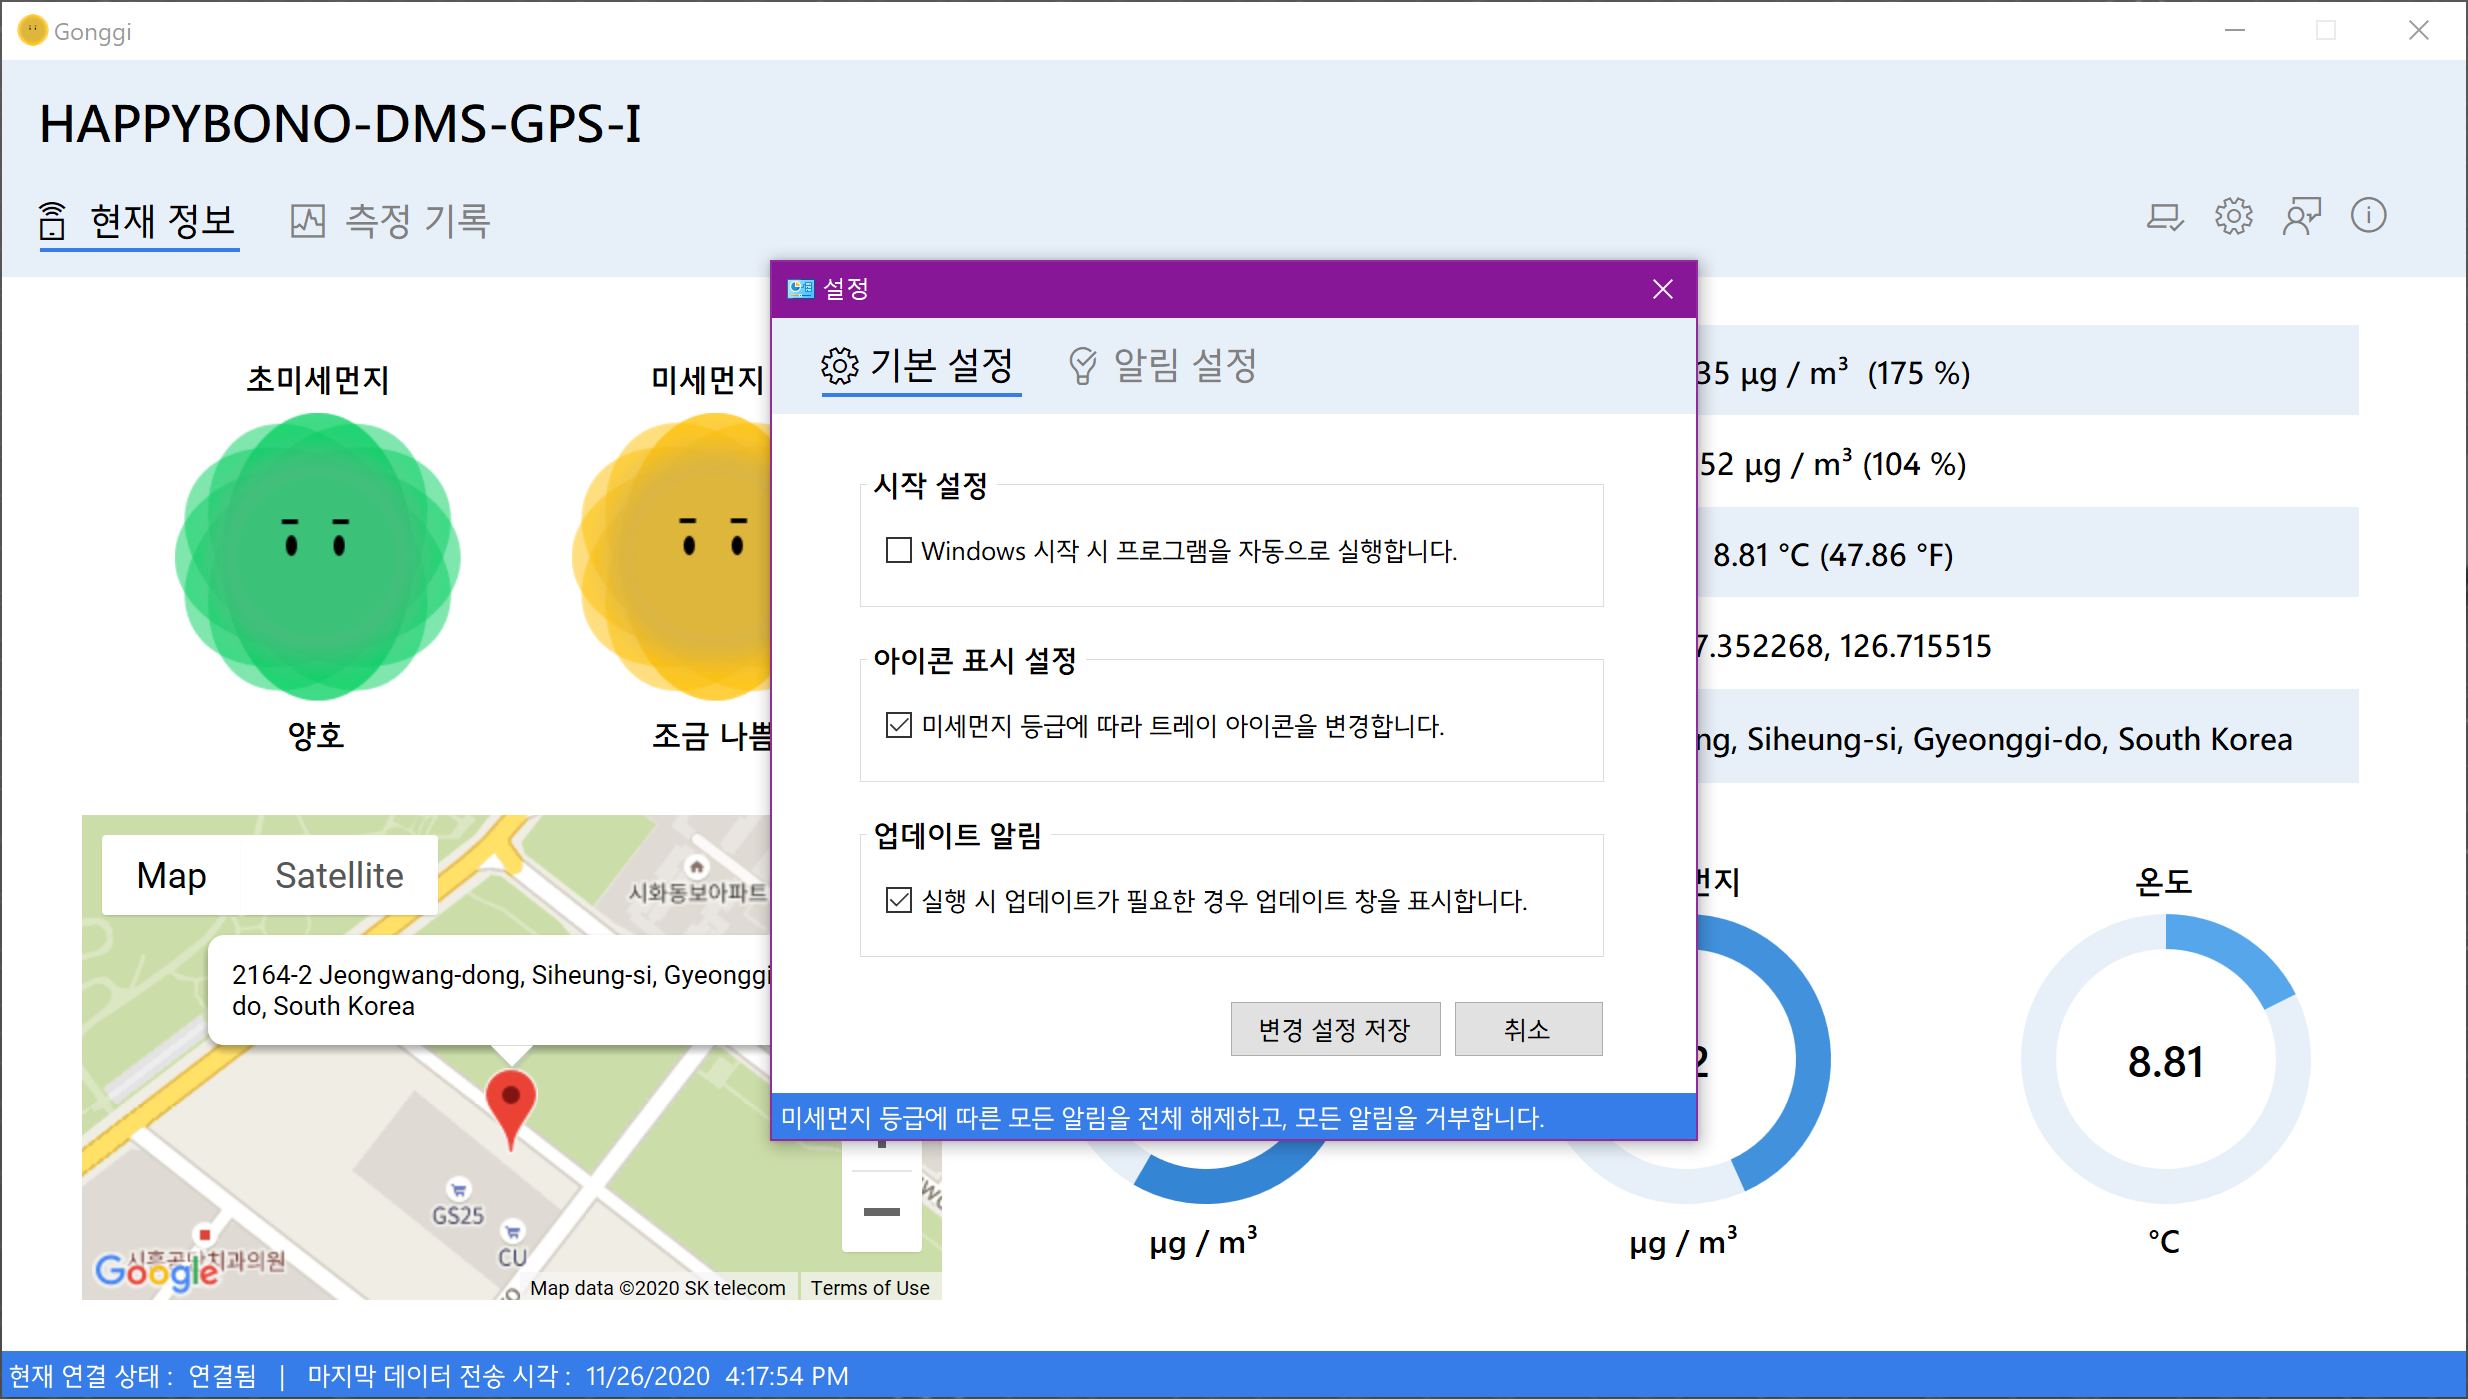 Gonggi
HAPPYBONO-DMS-GPS-I
현재 정보
측정 기록
초미세먼지
미세먼지
양호
조금 나쁨
35 µg / m³ (175 %)
52 µg / m³ (104 %)
8.81 °C (47.86 °F)
7.352268, 126.715515
Siheung-si, Gyeonggi-do, South Korea
설정
기본 설정
알림 설정
시작 설정
Windows 시작 시 프로그램을 자동으로 실행합니다.
아이콘 표시 설정
미세먼지 등급에 따라 트레이 아이콘을 변경합니다.
업데이트 알림
실행 시 업데이트가 필요한 경우 업데이트 창을 표시합니다.
변경 설정 저장
취소
미세먼지 등급에 따른 모든 알림을 전체 해제하고, 모든 알림을 거부합니다.
Map
Satellite
시화동보아파트
2164-2 Jeongwang-dong, Siheung-si, Gyeonggi
do, South Korea
GS25
CU
Google
Map data ©2020 SK telecom
Terms of Use
µg / m³
먼지
2
µg / m³
온도
8.81
°C
현재 연결 상태 : 연결됨 | 마지막 데이터 전송 시각 : 11/26/2020 4:17:54 PM